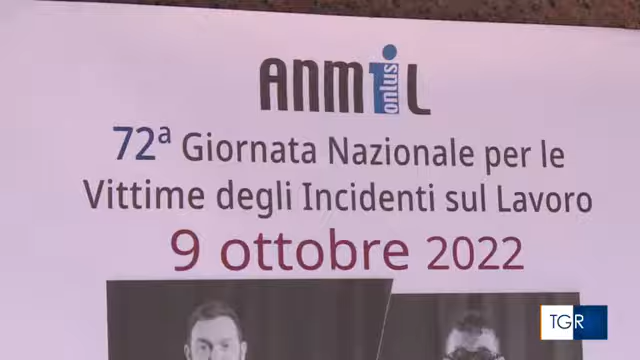 ANMIL
onlus
72ª Giornata Nazionale per le
Vittime degli Incidenti sul Lavoro
9 ottobre 2022
TGR